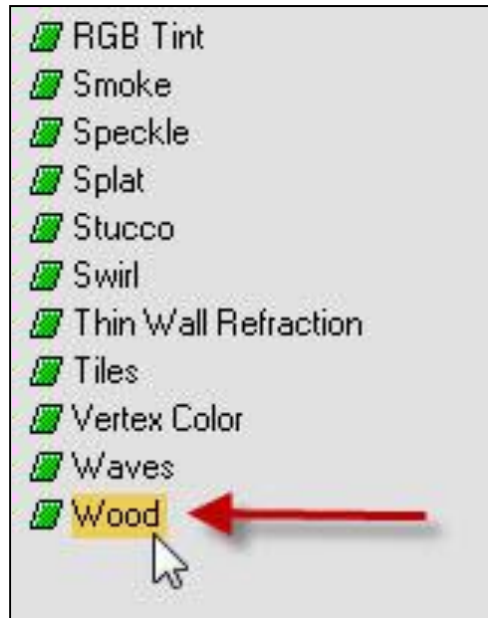 RGB Tint
Smoke
Speckle
Splat
Stucco
Swirl
Thin Wall Refraction
Tiles
Vertex Color
Waves
Wood